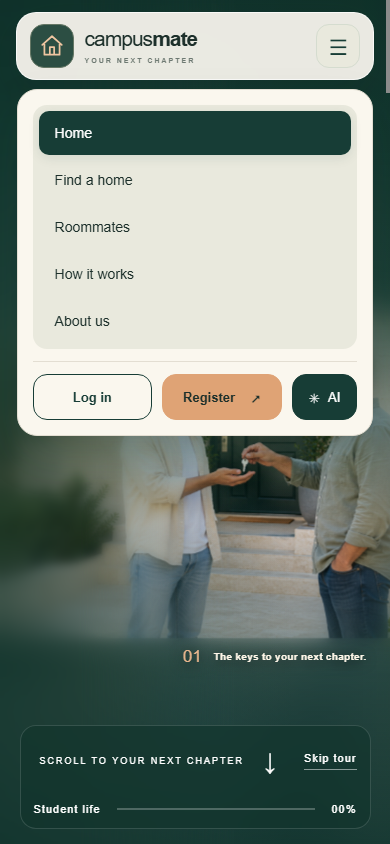 campusmate
YOUR NEXT CHAPTER
Home
Find a home
Roommates
How it works
About us
Log in
Register ↗
✳ AI
01 The keys to your next chapter.
SCROLL TO YOUR NEXT CHAPTER ↓ Skip tour
Student life 00%